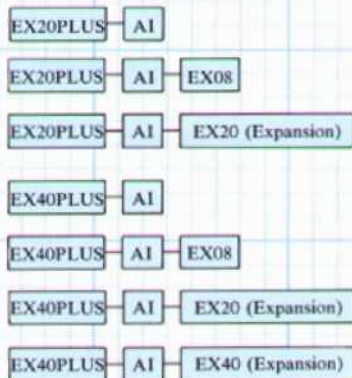 EX20PLUS AI
EX20PLUS AI EX08
EX20PLUS AI EX20 (Expansion)
EX40PLUS AI
EX40PLUS AI EX08
EX40PLUS AI EX20 (Expansion)
EX40PLUS AI EX40 (Expansion)